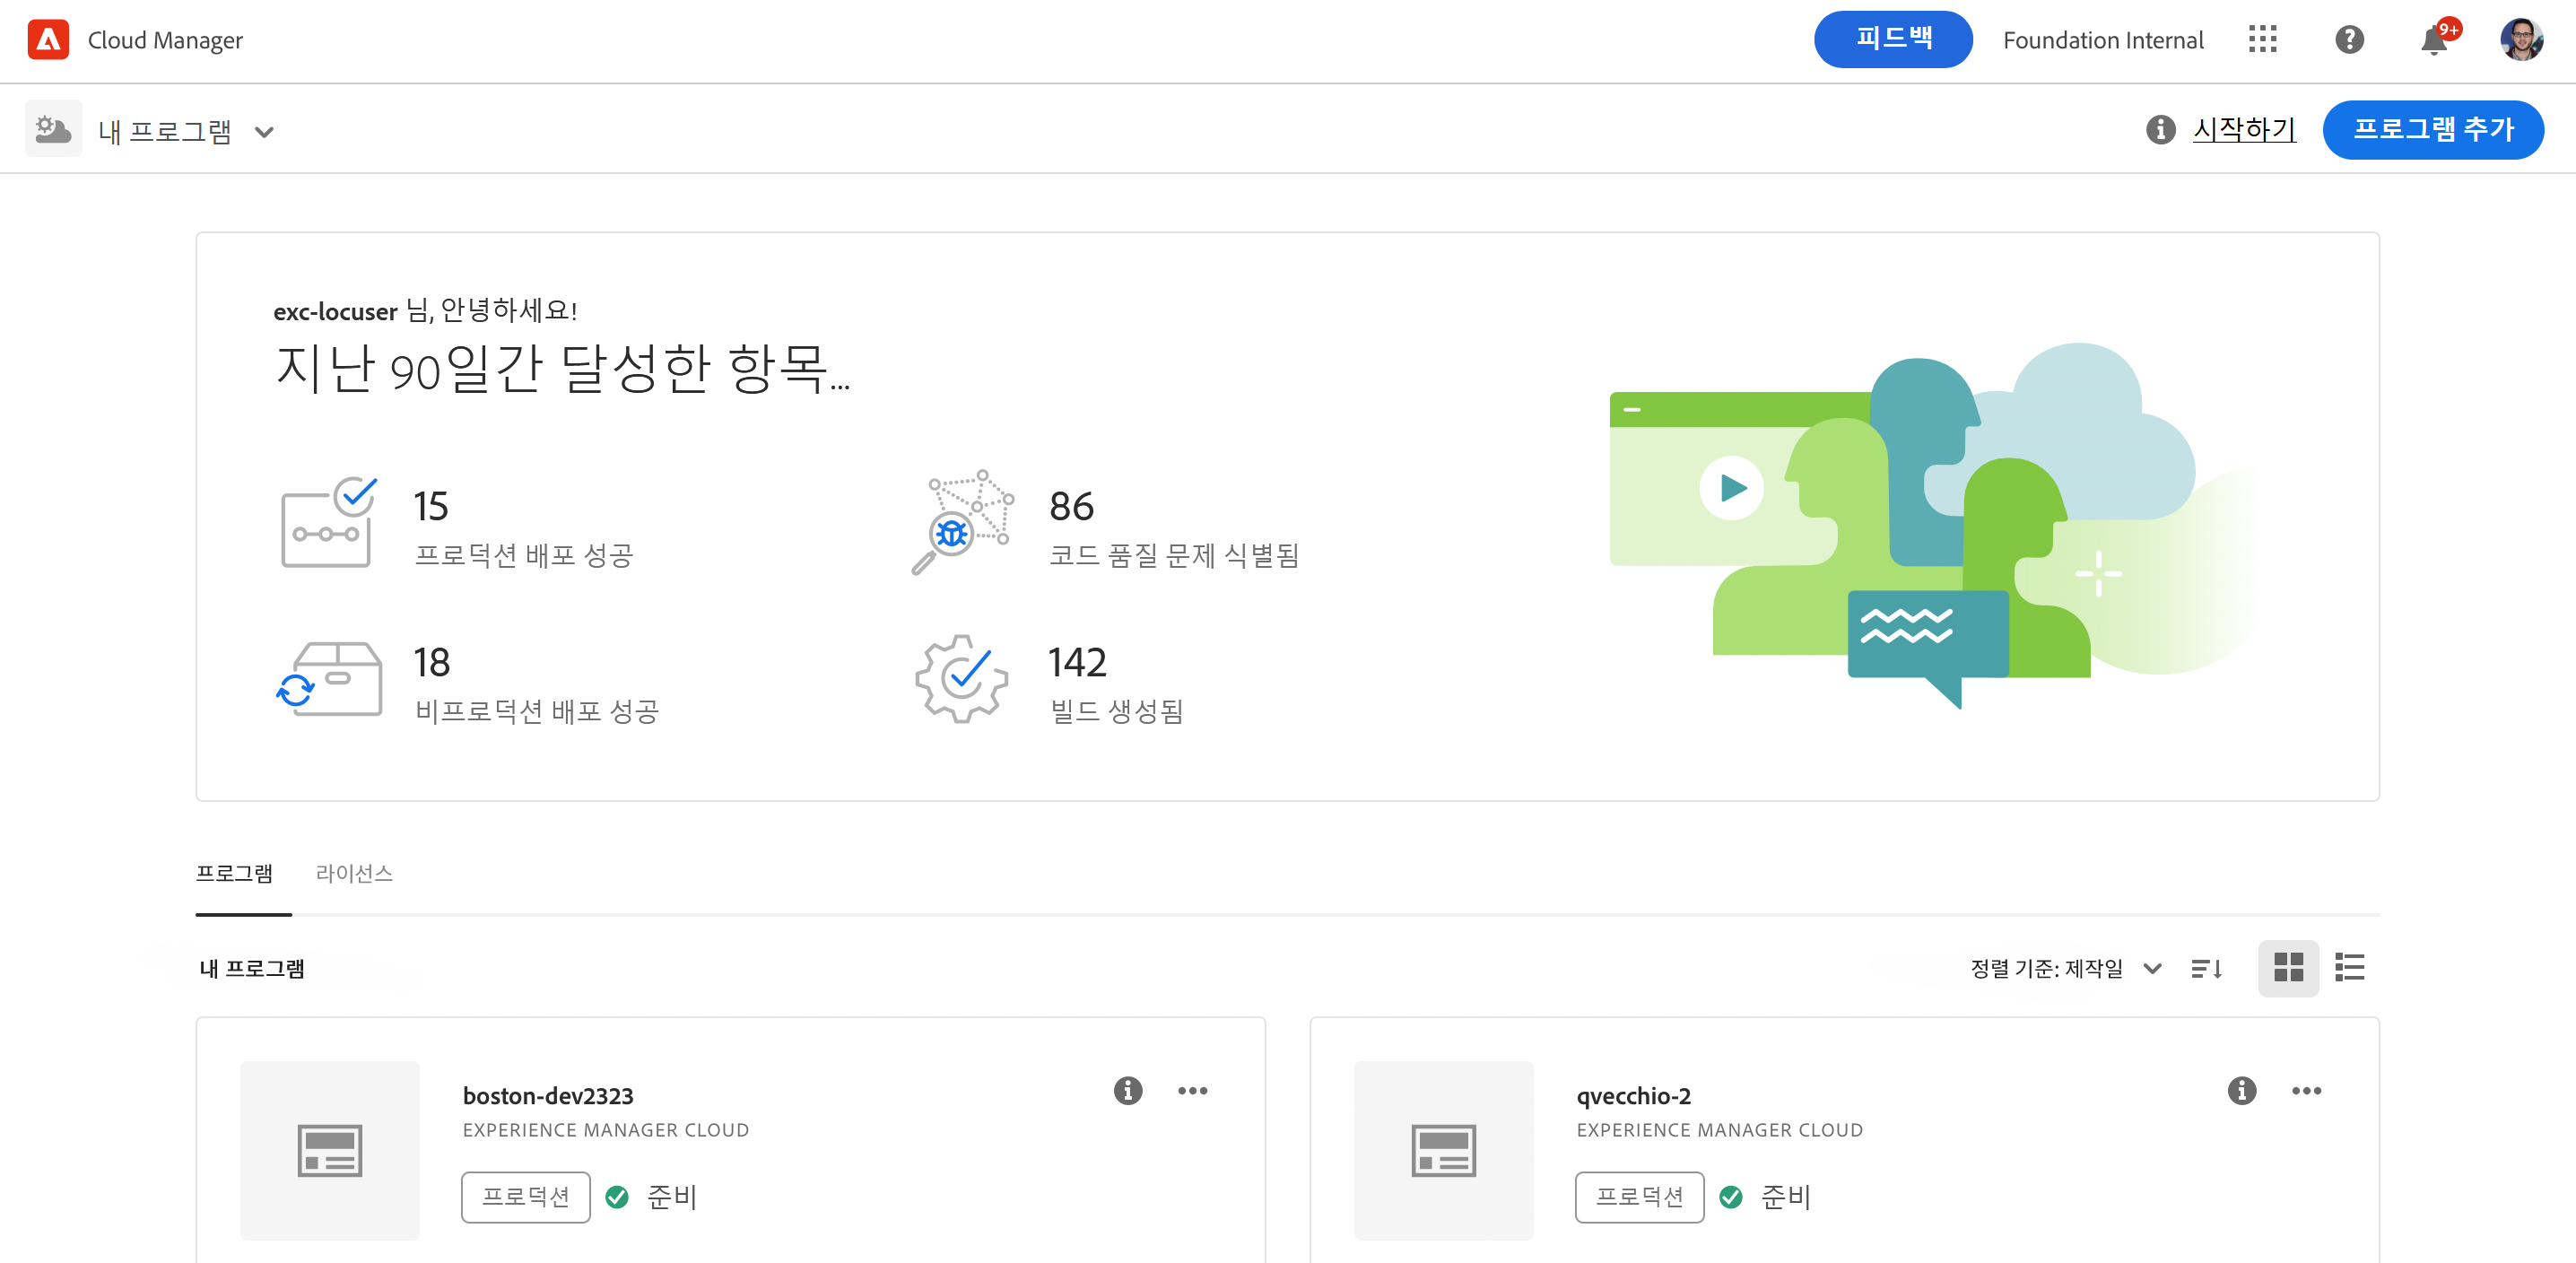 Cloud Manager
피드백
Foundation Internal
9+
내 프로그램
시작하기
프로그램 추가
exc-locuser 님, 안녕하세요!
지난 90일간 달성한 항목...
15
프로덕션 배포 성공
86
코드 품질 문제 식별됨
18
비프로덕션 배포 성공
142
빌드 생성됨
프로그램
라이선스
내 프로그램
정렬 기준: 제작일
boston-dev2323
EXPERIENCE MANAGER CLOUD
프로덕션
준비
qvecchio-2
EXPERIENCE MANAGER CLOUD
프로덕션
준비